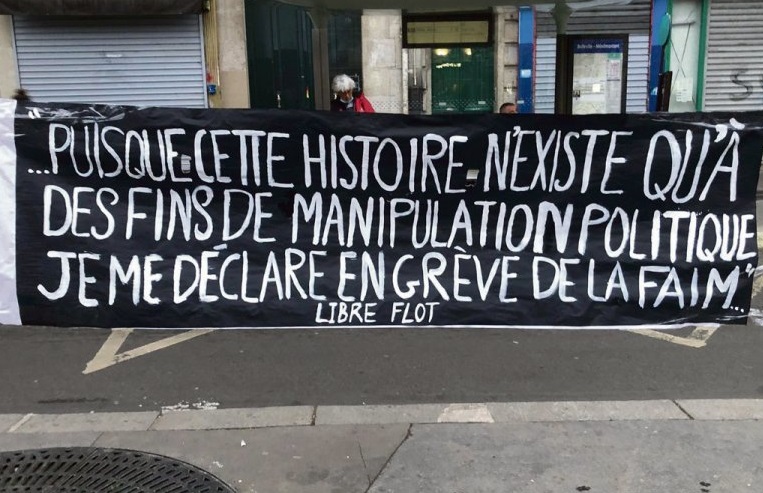 "...PUISQUE CETTE HISTOIRE N'EXISTE QU'À
DES FINS DE MANIPULATION POLITIQUE
JE ME DÉCLARE EN GRÈVE DE LA FAIM"...
LIBRE FLOT